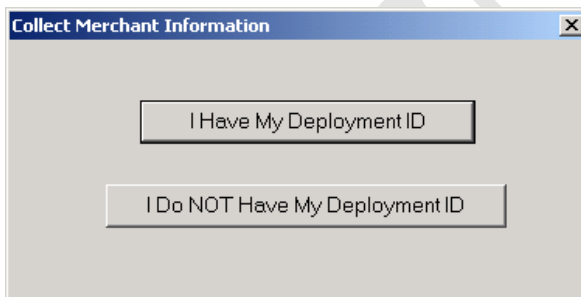 Collect Merchant Information
I Have My Deployment ID
I Do NOT Have My Deployment ID